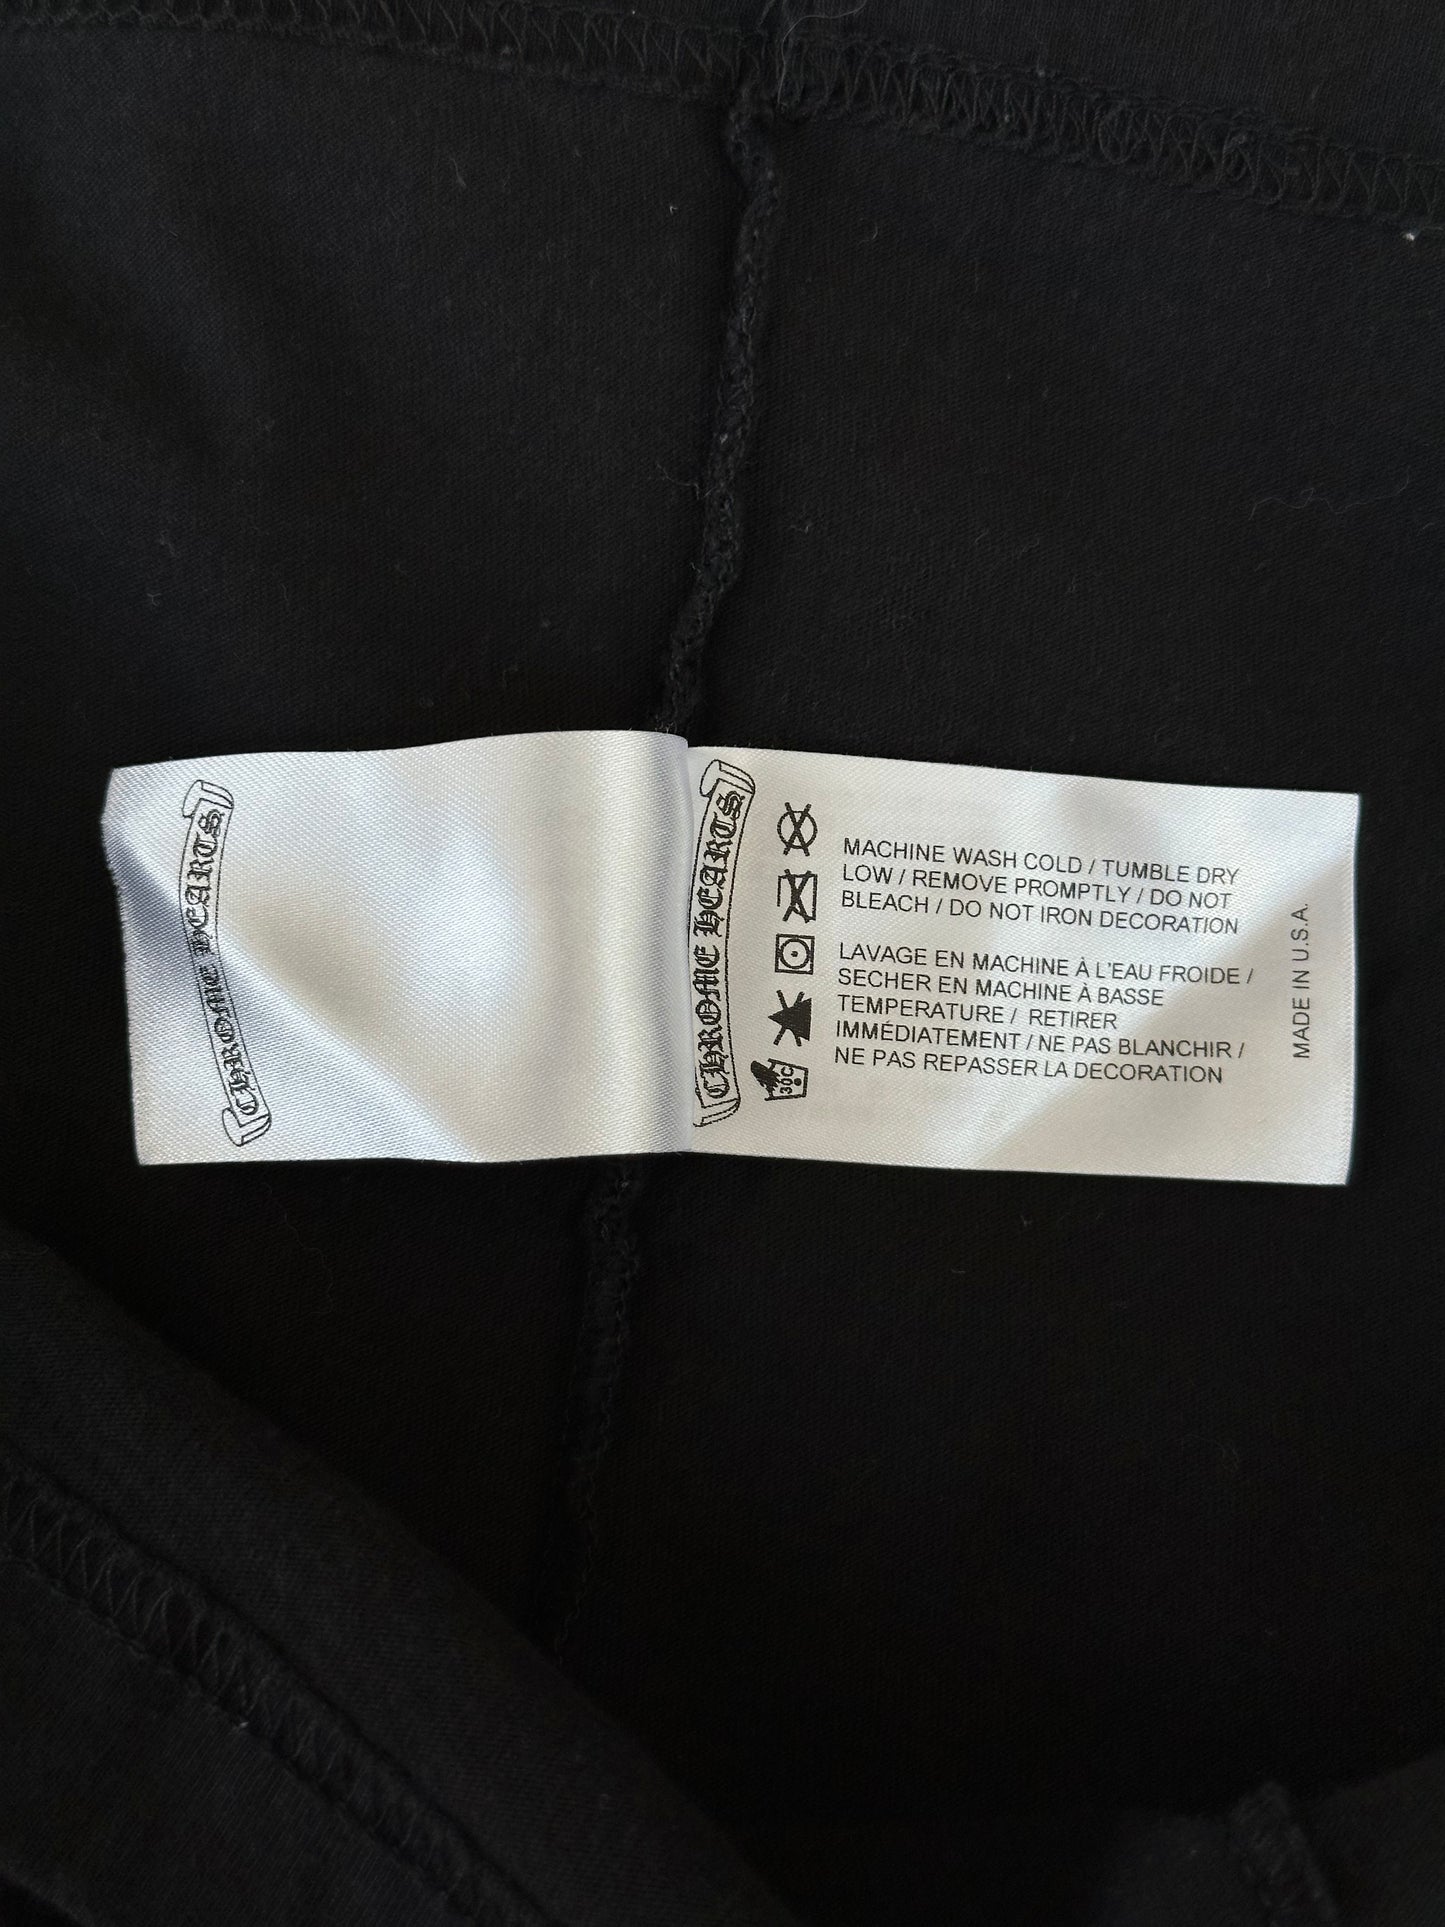 CHROME HEARTS
CHROME HEARTS
MACHINE WASH COLD / TUMBLE DRY
LOW / REMOVE PROMPTLY / DO NOT
BLEACH / DO NOT IRON DECORATION
LAVAGE EN MACHINE À L'EAU FROIDE /
SECHER EN MACHINE À BASSE
TEMPERATURE / RETIRER
IMMÉDIATEMENT / NE PAS BLANCHIR /
NE PAS REPASSER LA DECORATION
30C
MADE IN U.S.A.